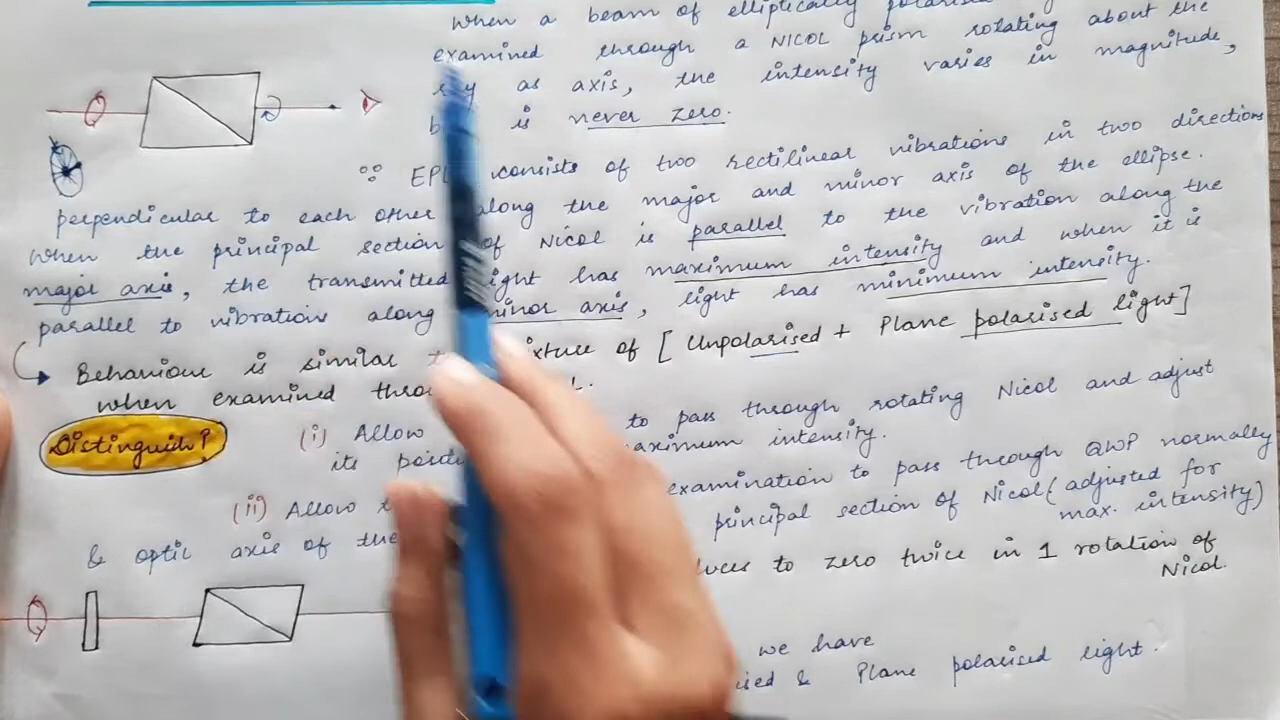 when a beam of elliptically
examined through a NICOL prism rotating about the
as axis, the intensity varies in magnitude,
is never zero.
∵ consists of two rectilinear vibrations in two directions
perpendicular to each other along the major and minor axis of the ellipse.
when the principal section of Nicol is parallel to the vibration along the
major axis, the transmitted light has maximum intensity and when it is
parallel to vibrations along minor axis, light has minimum intensity.
Behaviour is similar of [ Unpolarised + Plane polarised light]
when examined
Distinguish?
(i) Allow to pass through rotating Nicol and adjust
its maximum intensity.
(ii) Allow examination to pass through QWP normally
& optic axis of the principal section of Nicol (adjusted for
max. intensity)
to zero twice in 1 rotation of
Nicol.
we have
& Plane polarised light.